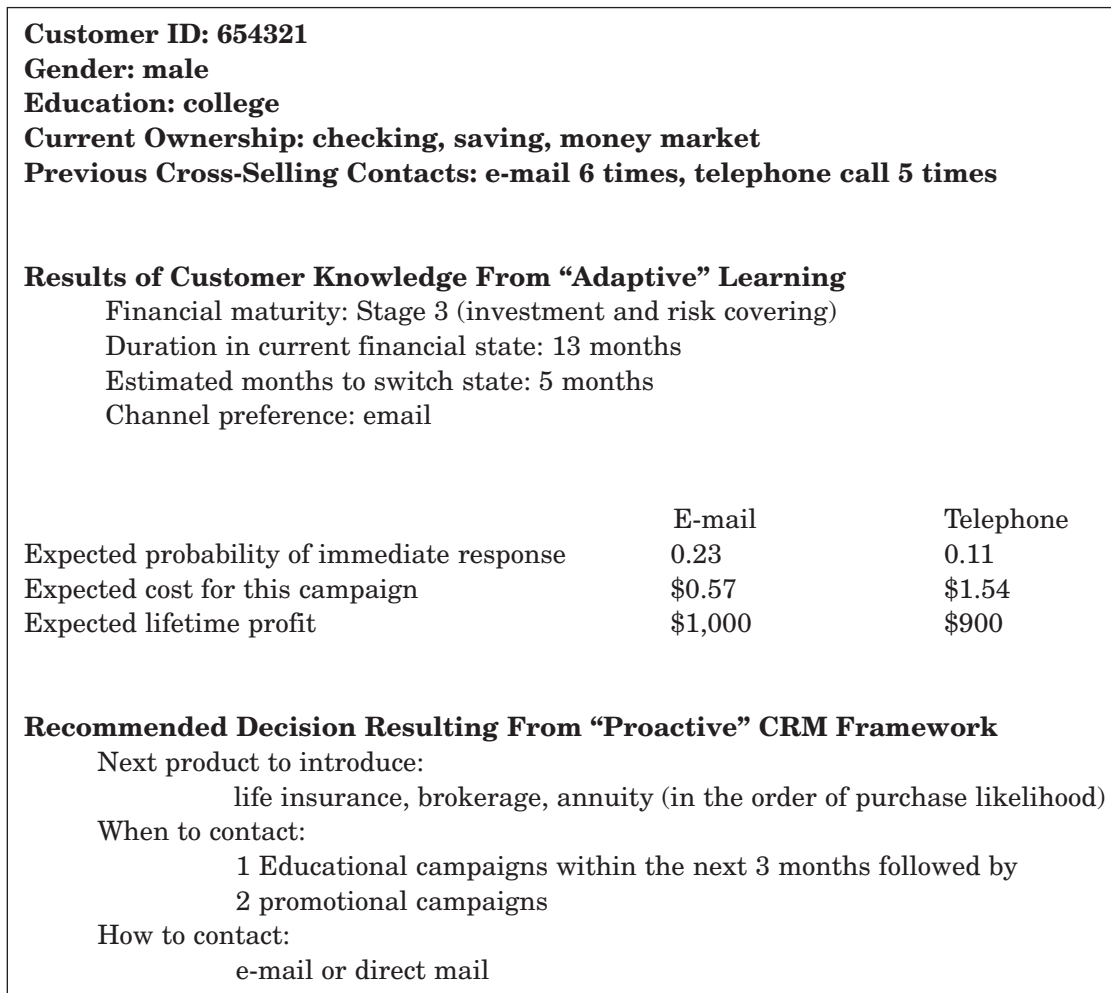 Customer ID: 654321
Gender: male
Education: college
Current Ownership: checking, saving, money market
Previous Cross-Selling Contacts: e-mail 6 times, telephone call 5 times
Results of Customer Knowledge From “Adaptive” Learning
Financial maturity: Stage 3 (investment and risk covering)
Duration in current financial state: 13 months
Estimated months to switch state: 5 months
Channel preference: email
E-mail Telephone
Expected probability of immediate response 0.23 0.11
Expected cost for this campaign $0.57 $1.54
Expected lifetime profit $1,000 $900
Recommended Decision Resulting From “Proactive” CRM Framework
Next product to introduce:
life insurance, brokerage, annuity (in the order of purchase likelihood)
When to contact:
1 Educational campaigns within the next 3 months followed by
2 promotional campaigns
How to contact:
e-mail or direct mail